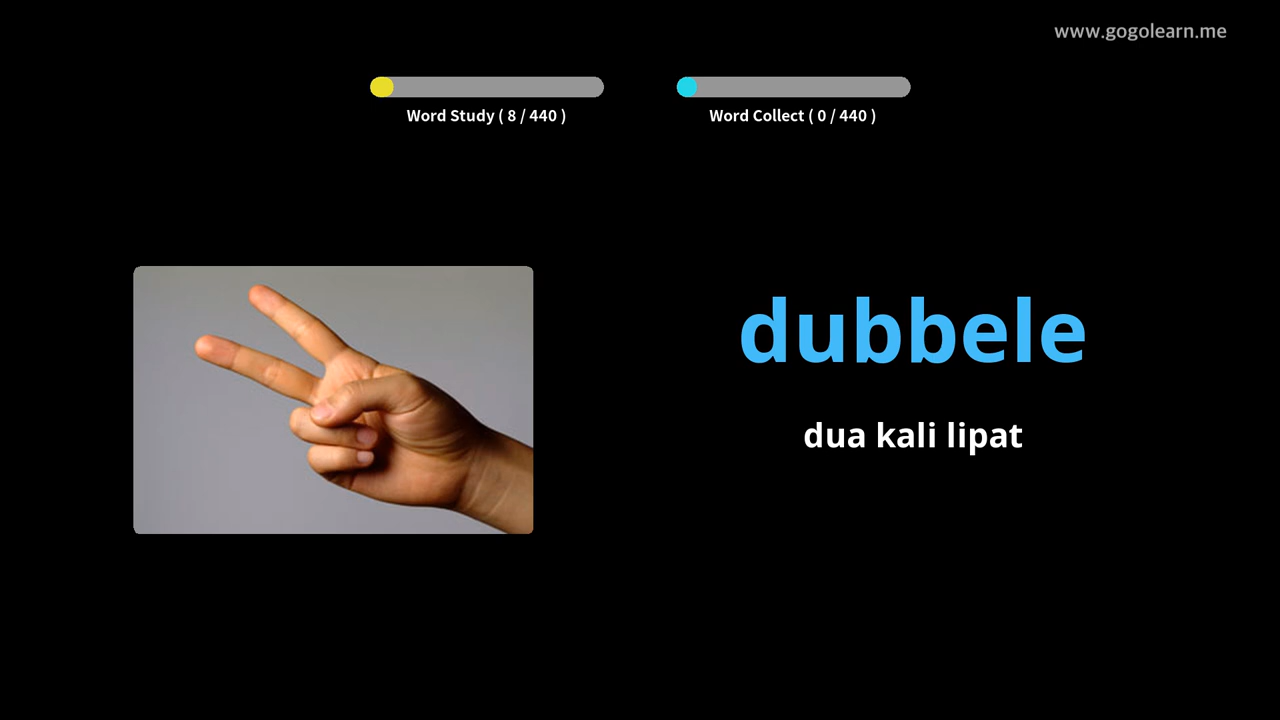 www.gogolearn.me
Word Study ( 8 / 440 )
Word Collect ( 0 / 440 )
dubbele
dua kali lipat